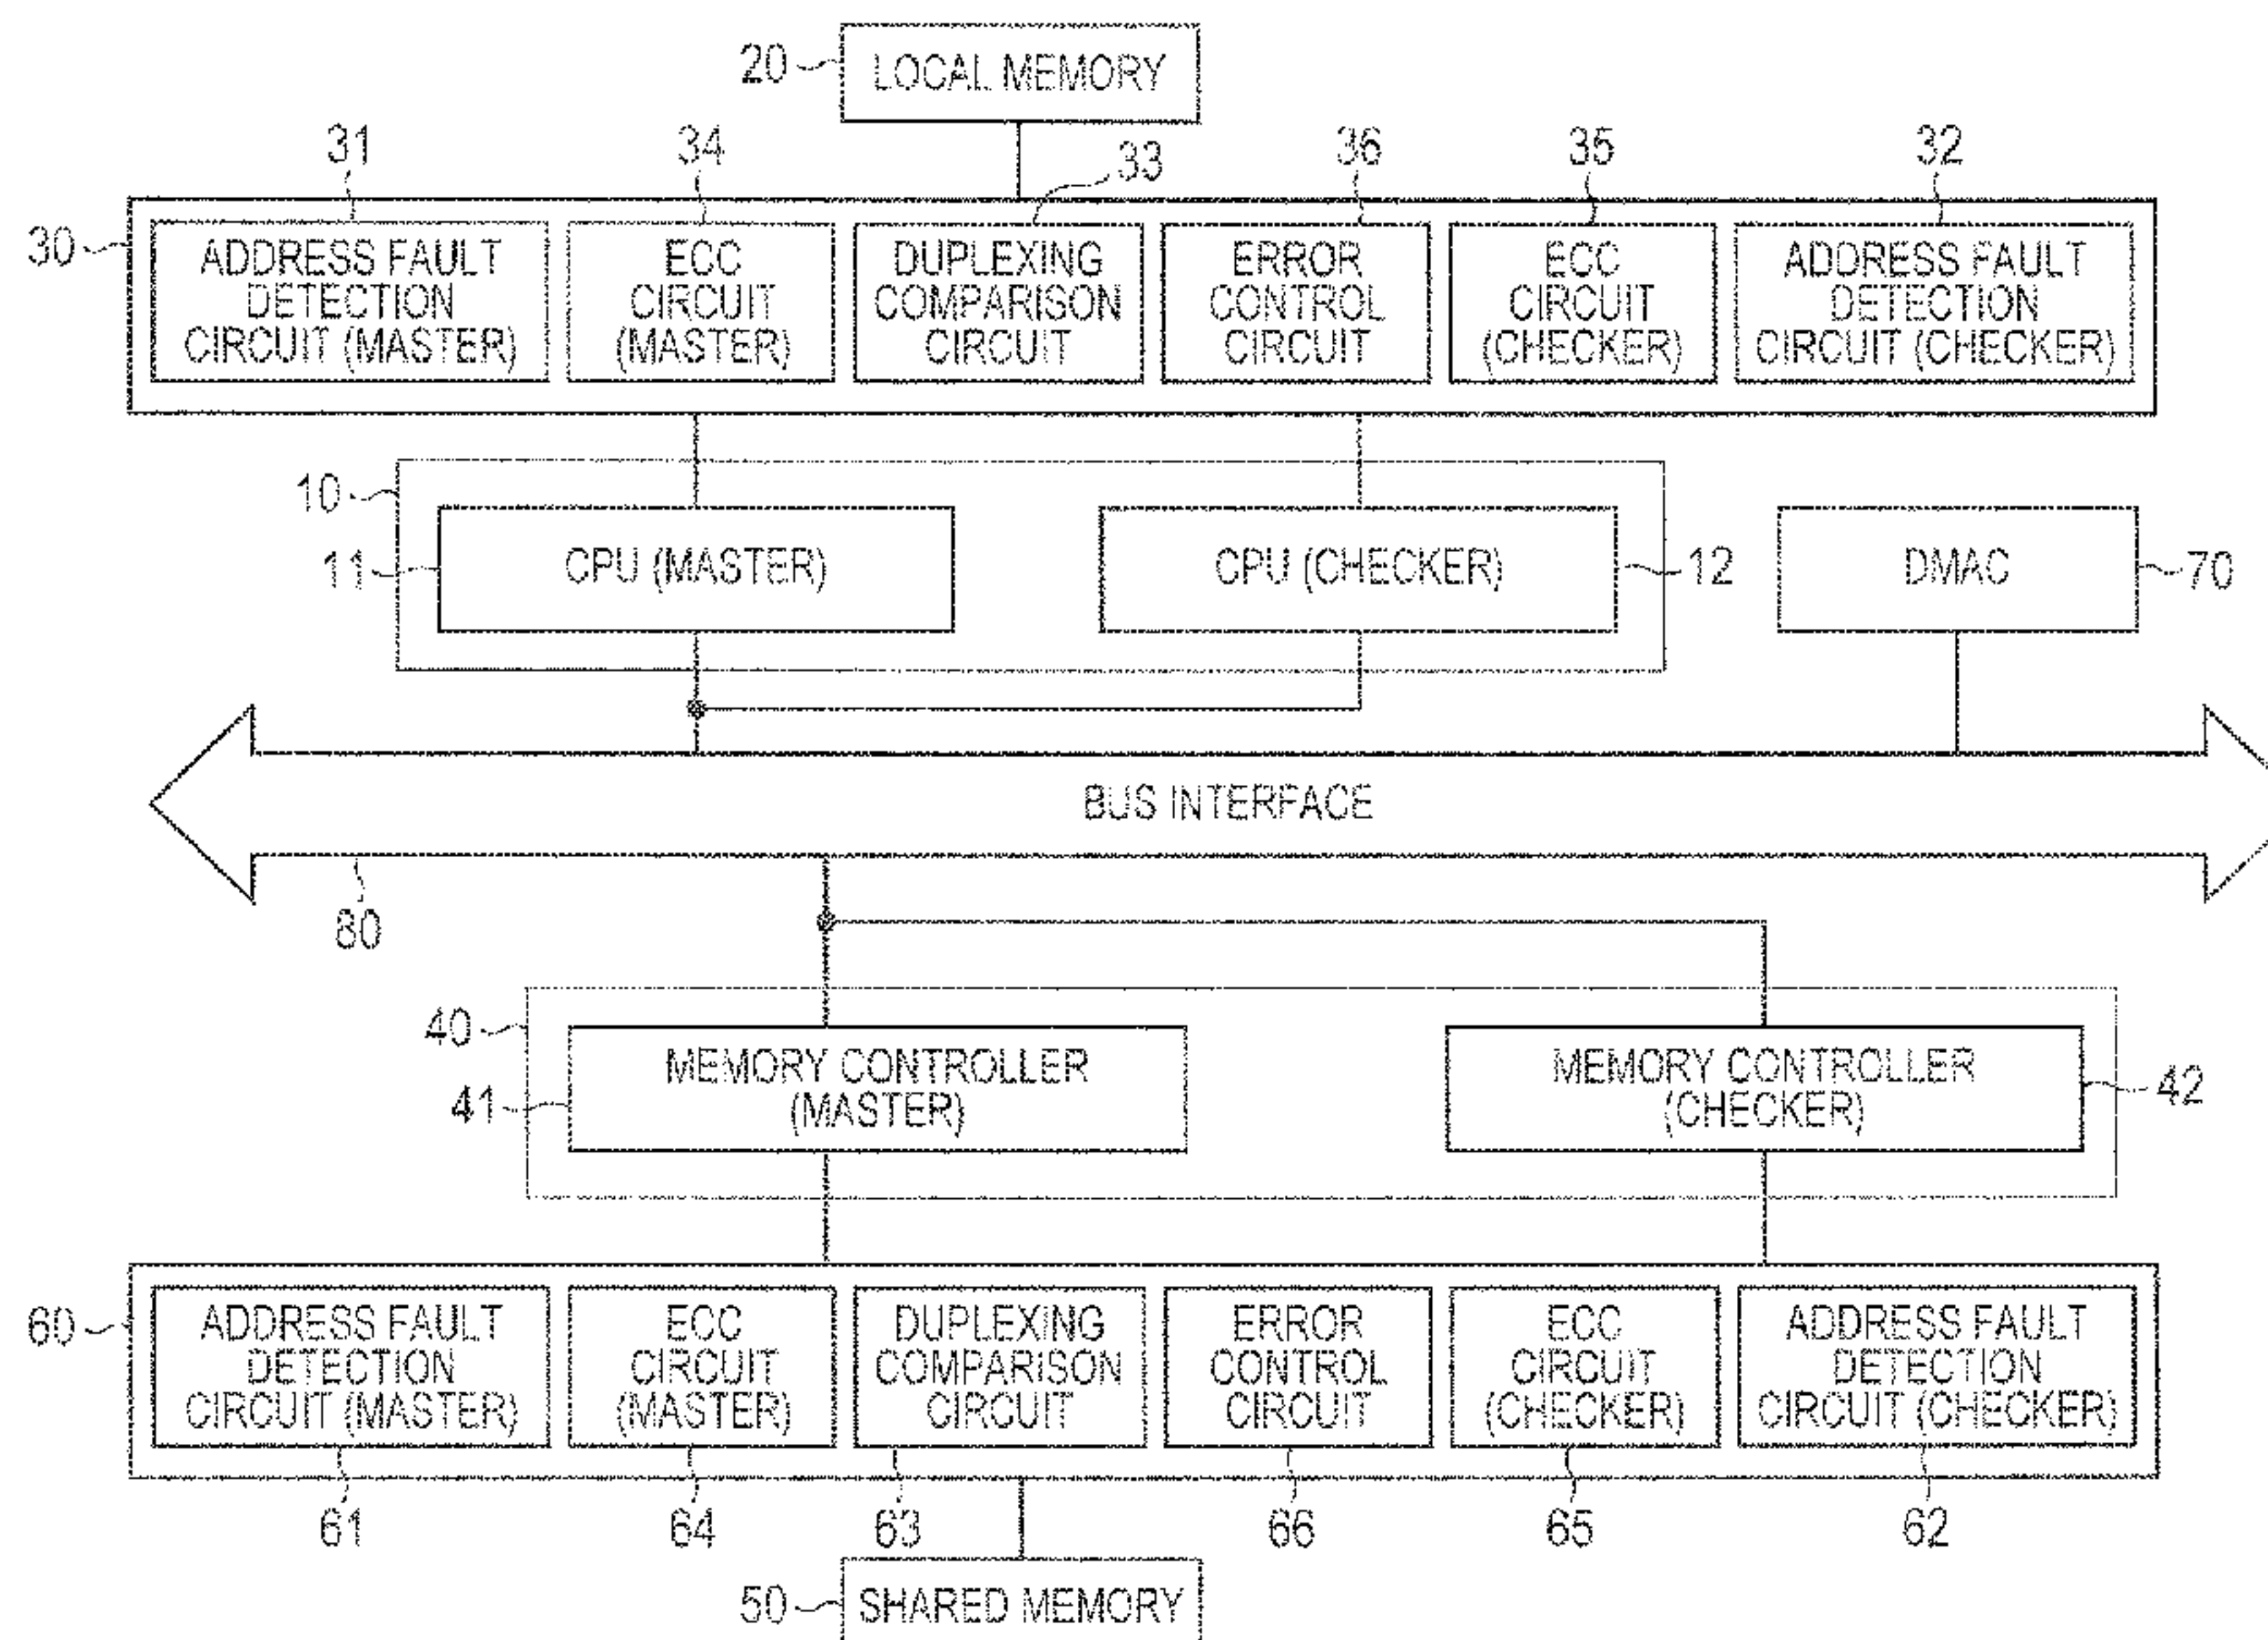 20
LOCAL MEMORY
31
34
33
36
35
32
30
ADDRESS FAULT
DETECTION
CIRCUIT (MASTER)
ECC
CIRCUIT
(MASTER)
DUPLEXING
COMPARISON
CIRCUIT
ERROR
CONTROL
CIRCUIT
ECC
CIRCUIT
(CHECKER)
ADDRESS FAULT
DETECTION
CIRCUIT (CHECKER)
10
11
CPU (MASTER)
CPU (CHECKER)
12
DMAC
70
BUS INTERFACE
80
40
41
MEMORY CONTROLLER
(MASTER)
MEMORY CONTROLLER
(CHECKER)
42
60
ADDRESS FAULT
DETECTION
CIRCUIT (MASTER)
ECC
CIRCUIT
(MASTER)
DUPLEXING
COMPARISON
CIRCUIT
ERROR
CONTROL
CIRCUIT
ECC
CIRCUIT
(CHECKER)
ADDRESS FAULT
DETECTION
CIRCUIT (CHECKER)
61
64
63
66
65
62
50
SHARED MEMORY